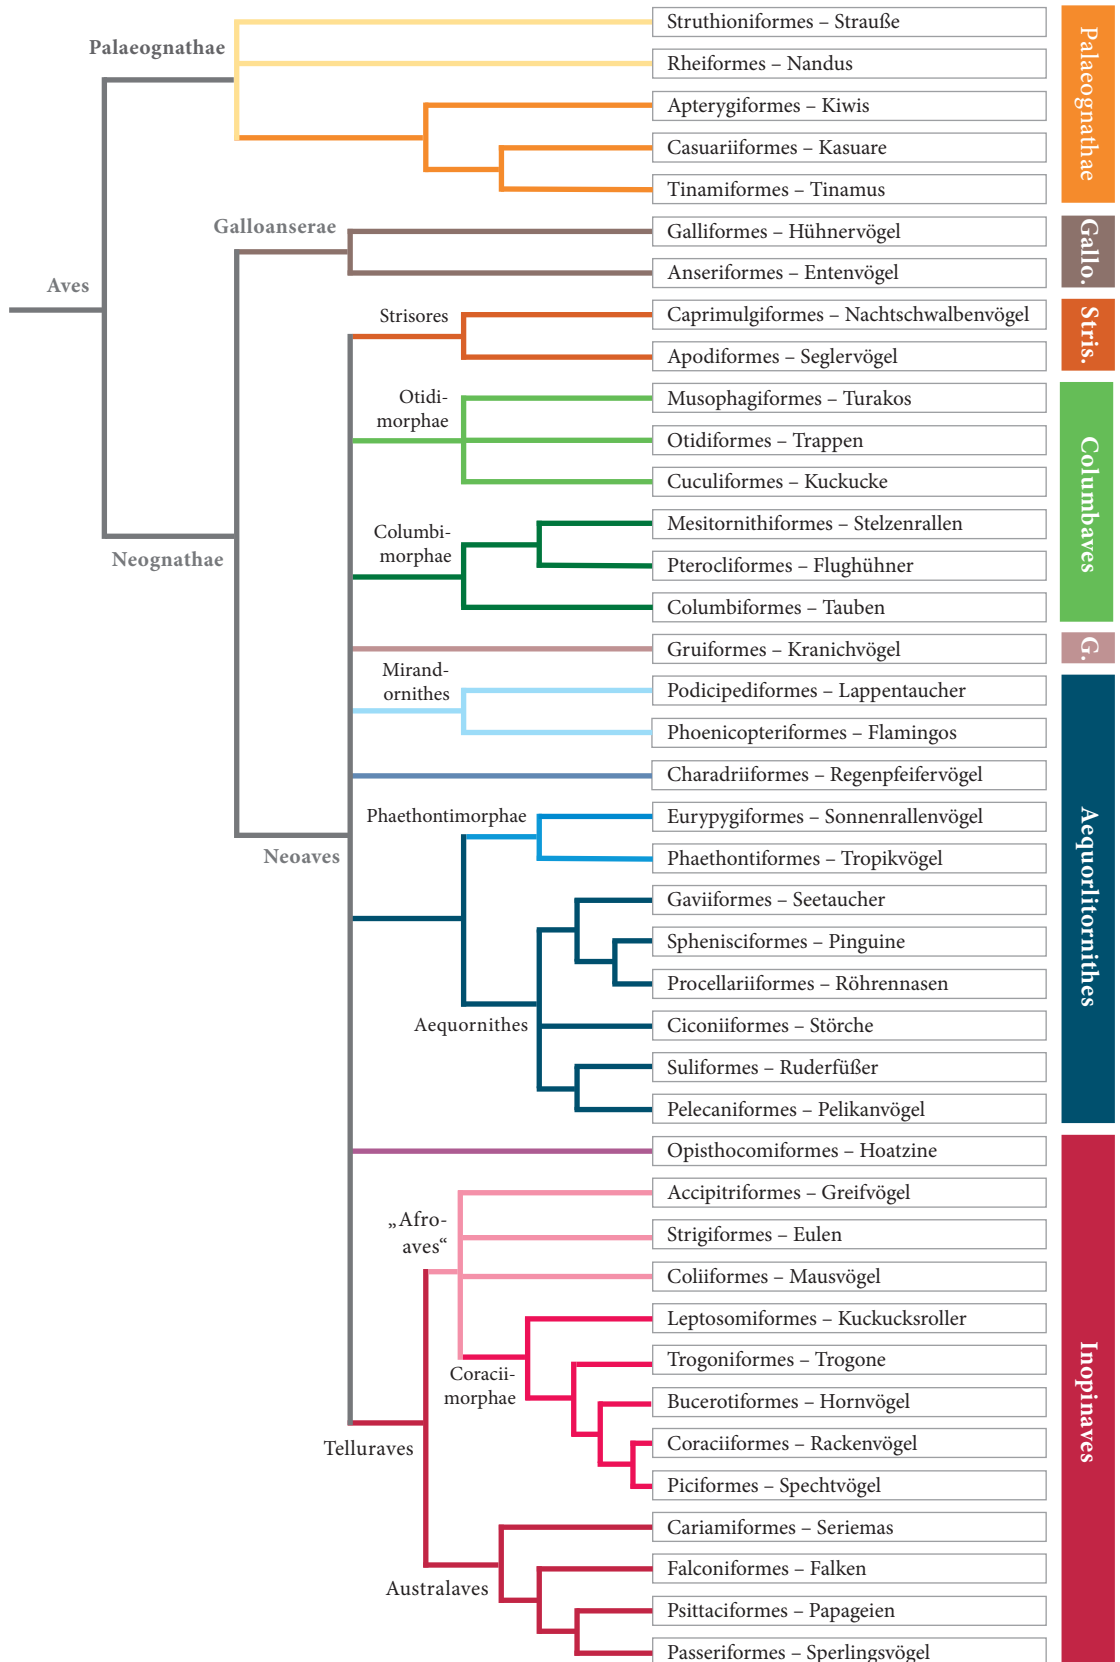 Struthioniformes – Strauße
Palaeognathae
Rheiformes – Nandus
Apterygiformes – Kiwis
Casuariiformes – Kasuare
Tinamiformes – Tinamus
Palaeognathae
Galloanserae
Galliformes – Hühnervögel
Anseriformes – Entenvögel
Gallo.
Aves
Strisores
Caprimulgiformes – Nachtschwalbenvögel
Apodiformes – Seglervögel
Stris.
Otidi-
morphae
Musophagiformes – Turakos
Otidiformes – Trappen
Cuculiformes – Kuckucke
Columbi-
morphae
Mesitornithiformes – Stelzenrallen
Pterocliformes – Flughühner
Columbiformes – Tauben
Columbaves
Neognathae
Gruiformes – Kranichvögel
G.
Mirand-
ornithes
Podicipediformes – Lappentaucher
Phoenicopteriformes – Flamingos
Charadriiformes – Regenpfeifervögel
Phaethontimorphae
Eurypygiformes – Sonnenrallenvögel
Phaethontiformes – Tropikvögel
Neoaves
Gaviiformes – Seetaucher
Sphenisciformes – Pinguine
Procellariiformes – Röhrennasen
Aequornithes
Ciconiiformes – Störche
Suliformes – Ruderfüßer
Pelecaniformes – Pelikanvögel
Aequorlitornithes
Opisthocomiformes – Hoatzine
„Afro-
aves“
Accipitriformes – Greifvögel
Strigiformes – Eulen
Coliiformes – Mausvögel
Leptosomiformes – Kuckucksroller
Coracii-
morphae
Trogoniformes – Trogone
Bucerotiformes – Hornvögel
Coraciiformes – Rackenvögel
Piciformes – Spechtvögel
Telluraves
Cariamiformes – Seriemas
Australaves
Falconiformes – Falken
Psittaciformes – Papageien
Passeriformes – Sperlingsvögel
Inopinaves